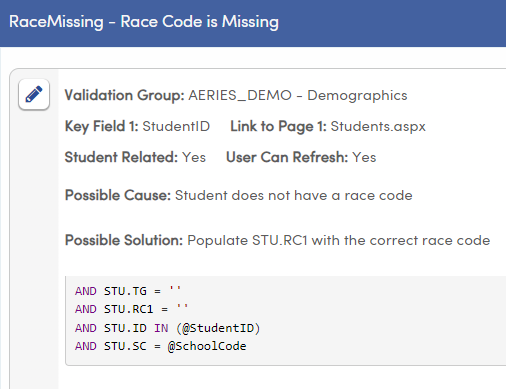 RaceMissing - Race Code is Missing
Validation Group: AERIES_DEMO - Demographics
Key Field 1: StudentID Link to Page 1: Students.aspx
Student Related: Yes User Can Refresh: Yes
Possible Cause: Student does not have a race code
Possible Solution: Populate STU.RC1 with the correct race code
AND STU.TG = ''
AND STU.RC1 = ''
AND STU.ID IN (@StudentID)
AND STU.SC = @SchoolCode